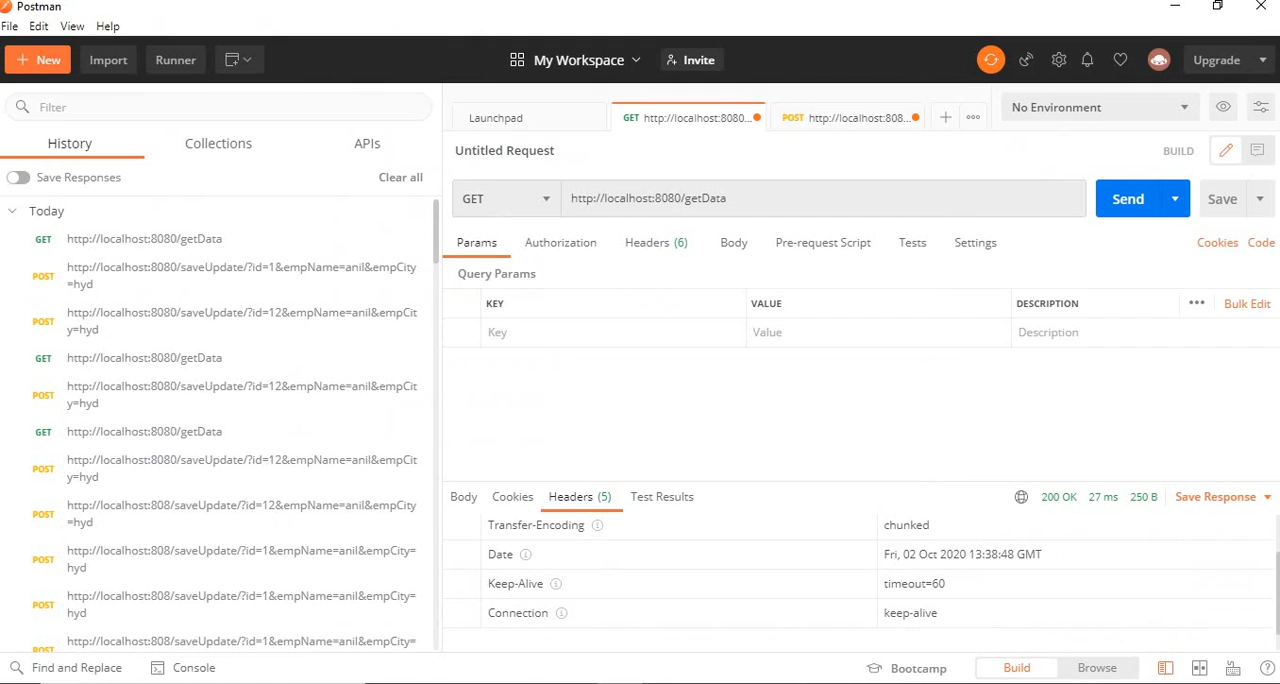 Postman
File Edit View Help
New Import Runner My Workspace Invite Upgrade
Filter
History Collections APIs
Save Responses Clear all
Today
GET http://localhost:8080/getData
POST http://localhost:8080/saveUpdate/?id=1&empName=anil&empCity
=hyd
POST http://localhost:8080/saveUpdate/?id=12&empName=anil&empCit
y=hyd
GET http://localhost:8080/getData
POST http://localhost:8080/saveUpdate/?id=12&empName=anil&empCit
y=hyd
GET http://localhost:8080/getData
POST http://localhost:8080/saveUpdate/?id=12&empName=anil&empCit
y=hyd
POST http://localhost:808/saveUpdate/?id=12&empName=anil&empCity
=hyd
POST http://localhost:808/saveUpdate/?id=1&empName=anil&empCity=
hyd
POST http://localhost:808/saveUpdate/?id=1&empName=anil&empCity=
hyd
POST http://localhost:808/saveUpdate/?id=1&empName=anil&empCity=
Launchpad GET http://localhost:8080... POST http://localhost:808... No Environment
Untitled Request BUILD
GET http://localhost:8080/getData Send Save
Params Authorization Headers (6) Body Pre-request Script Tests Settings Cookies Code
Query Params
KEY VALUE DESCRIPTION Bulk Edit
Key Value Description
Body Cookies Headers (5) Test Results 200 OK 27 ms 250 B Save Response
Transfer-Encoding chunked
Date Fri, 02 Oct 2020 13:38:48 GMT
Keep-Alive timeout=60
Connection keep-alive
Find and Replace Console Bootcamp Build Browse